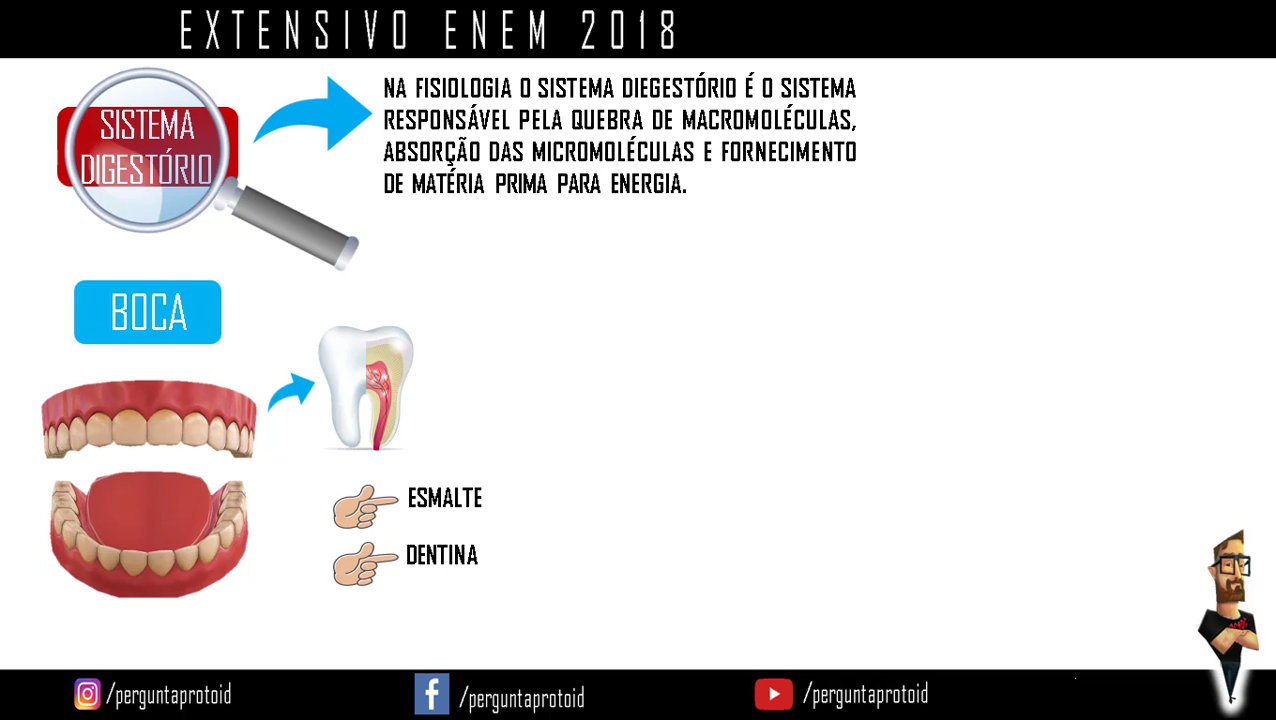 EXTENSIVO ENEM 2018
SISTEMA
DIGESTÓRIO
NA FISIOLOGIA O SISTEMA DIEGESTÓRIO É O SISTEMA
RESPONSÁVEL PELA QUEBRA DE MACROMOLÉCULAS,
ABSORÇÃO DAS MICROMOLÉCULAS E FORNECIMENTO
DE MATÉRIA PRIMA PARA ENERGIA.
BOCA
ESMALTE
DENTINA
/perguntaprotoid
/perguntaprotoid
/perguntaprotoid